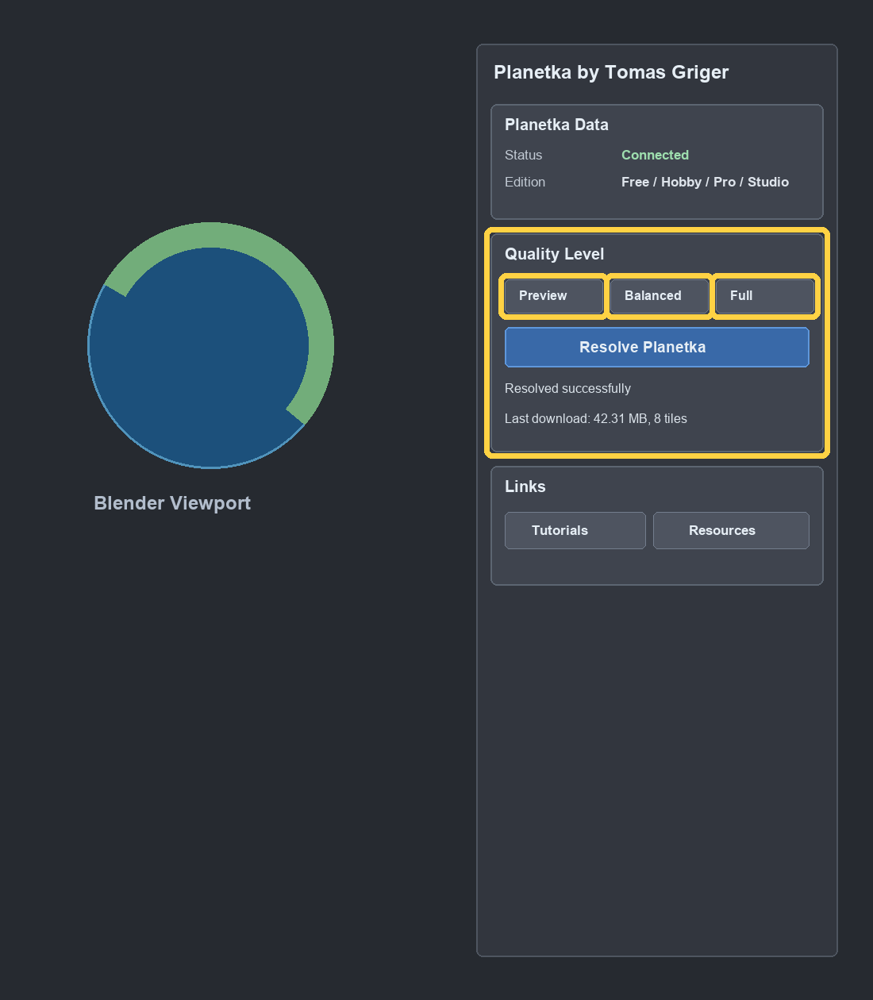 Planetka by Tomas Griger
Planetka Data
Status Connected
Edition Free / Hobby / Pro / Studio
Quality Level
Preview Balanced Full
Resolve Planetka
Resolved successfully
Last download: 42.31 MB, 8 tiles
Links
Tutorials Resources
Blender Viewport